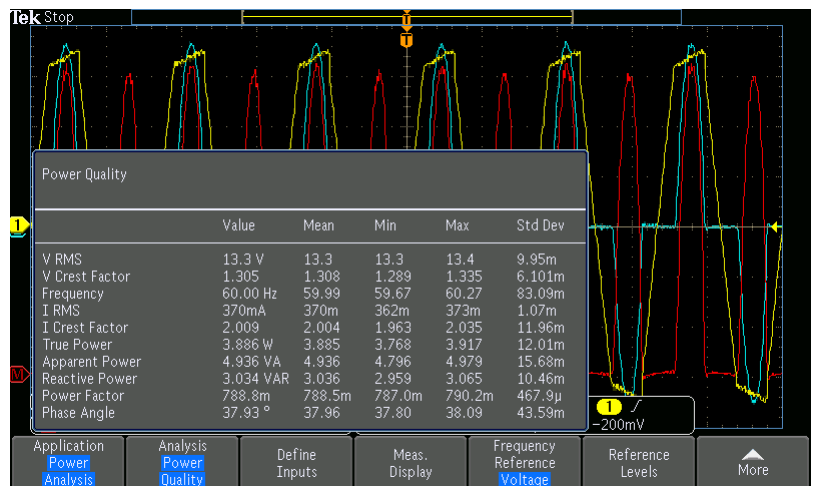 Tek Stop
T
T
Power Quality
Value Mean Min Max Std Dev
V RMS 13.3 V 13.3 13.3 13.4 9.95m
V Crest Factor 1.305 1.308 1.289 1.335 6.101m
Frequency 60.00 Hz 59.99 59.67 60.27 83.09m
I RMS 370mA 370m 362m 373m 1.07m
I Crest Factor 2.009 2.004 1.963 2.035 11.96m
True Power 3.886 W 3.885 3.768 3.917 12.01m
Apparent Power 4.936 VA 4.936 4.796 4.979 15.68m
Reactive Power 3.034 VAR 3.036 2.959 3.065 10.46m
Power Factor 788.8m 788.5m 787.0m 790.2m 467.9µ
Phase Angle 37.93 ° 37.96 37.80 38.09 43.59m
1
M
1 /
-200mV
Application
Power
Analysis
Analysis
Power
Quality
Define
Inputs
Meas.
Display
Frequency
Reference
Voltage
Reference
Levels
More